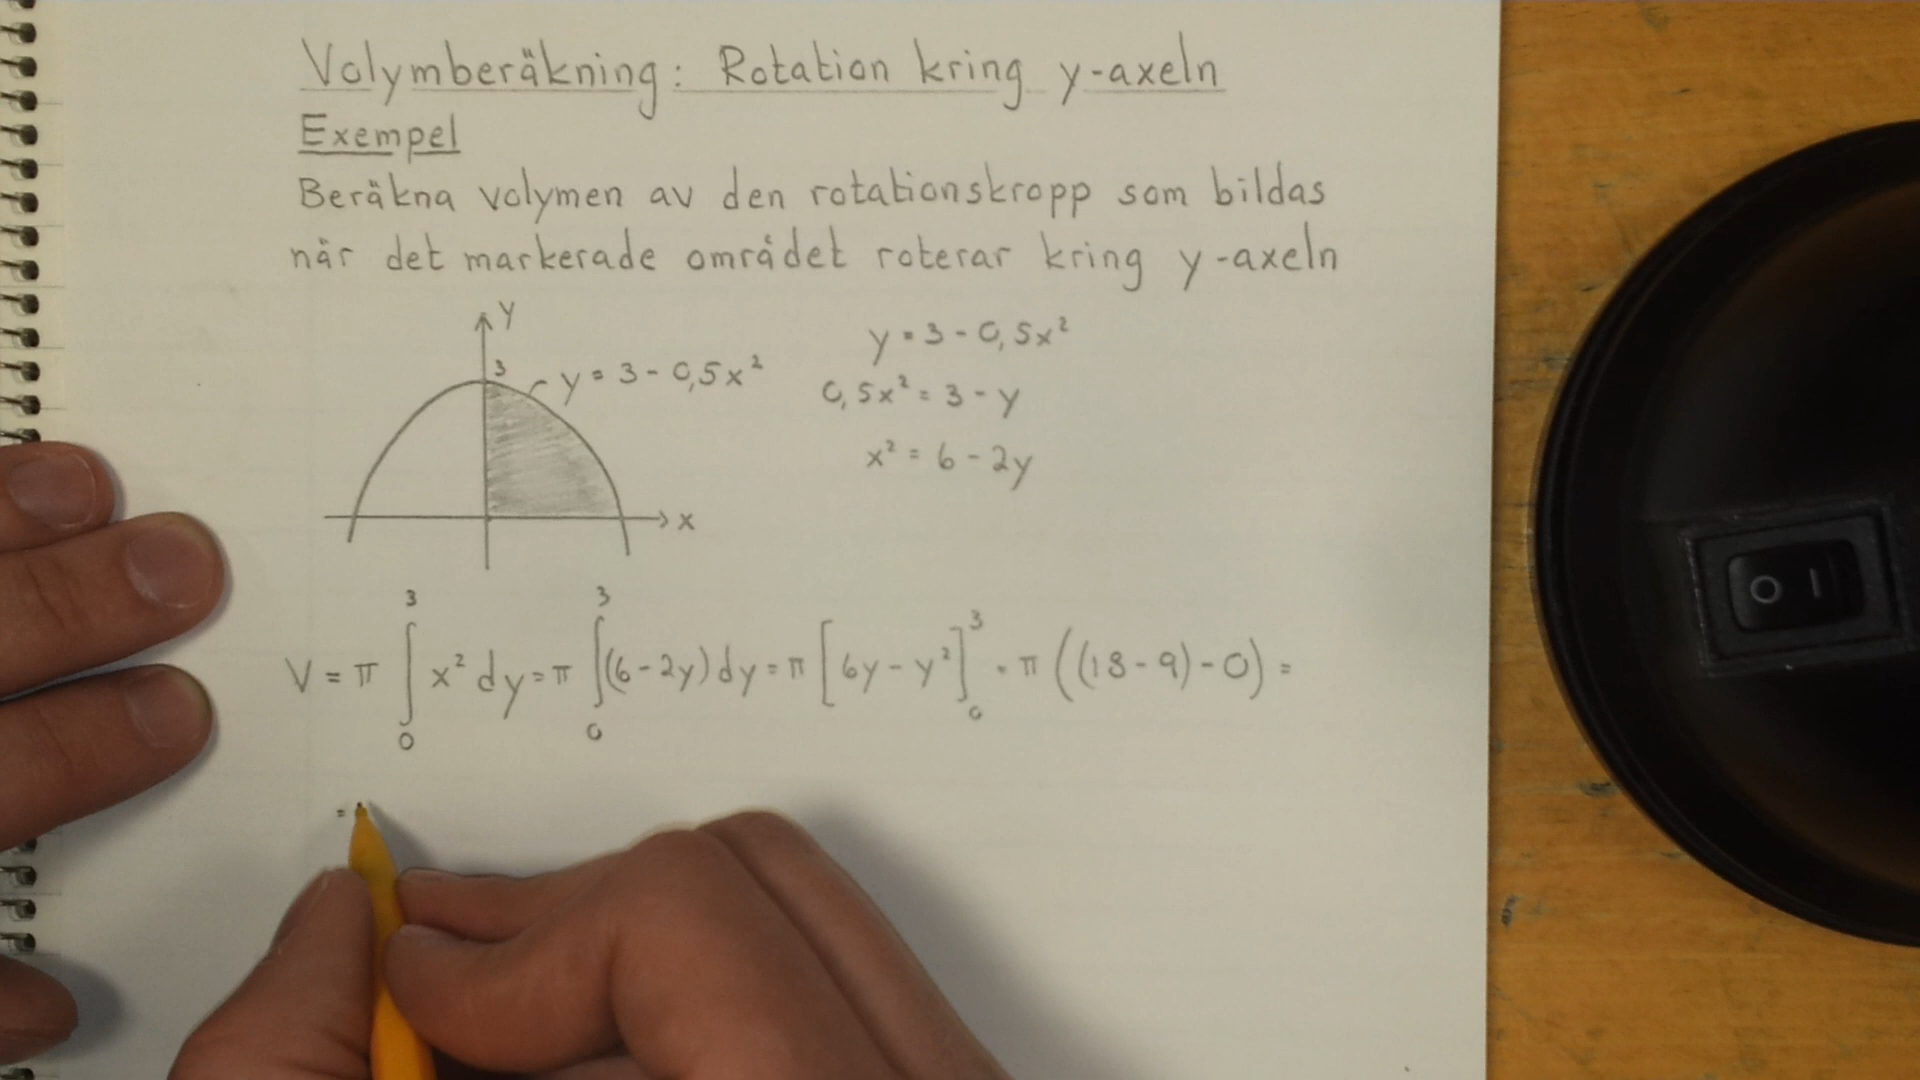 Volymberäkning: Rotation kring y-axeln
Exempel
Beräkna volymen av den rotationskropp som bildas
när det markerade området roterar kring y-axeln
y
3
y = 3 - 0,5x²
x
y = 3 - 0,5x²
0,5x² = 3 - y
x² = 6 - 2y
V = π ∫₀³ x² dy = π ∫₀³ (6-2y) dy = π [6y - y²]₀³ = π ((18-9)-0) =
=